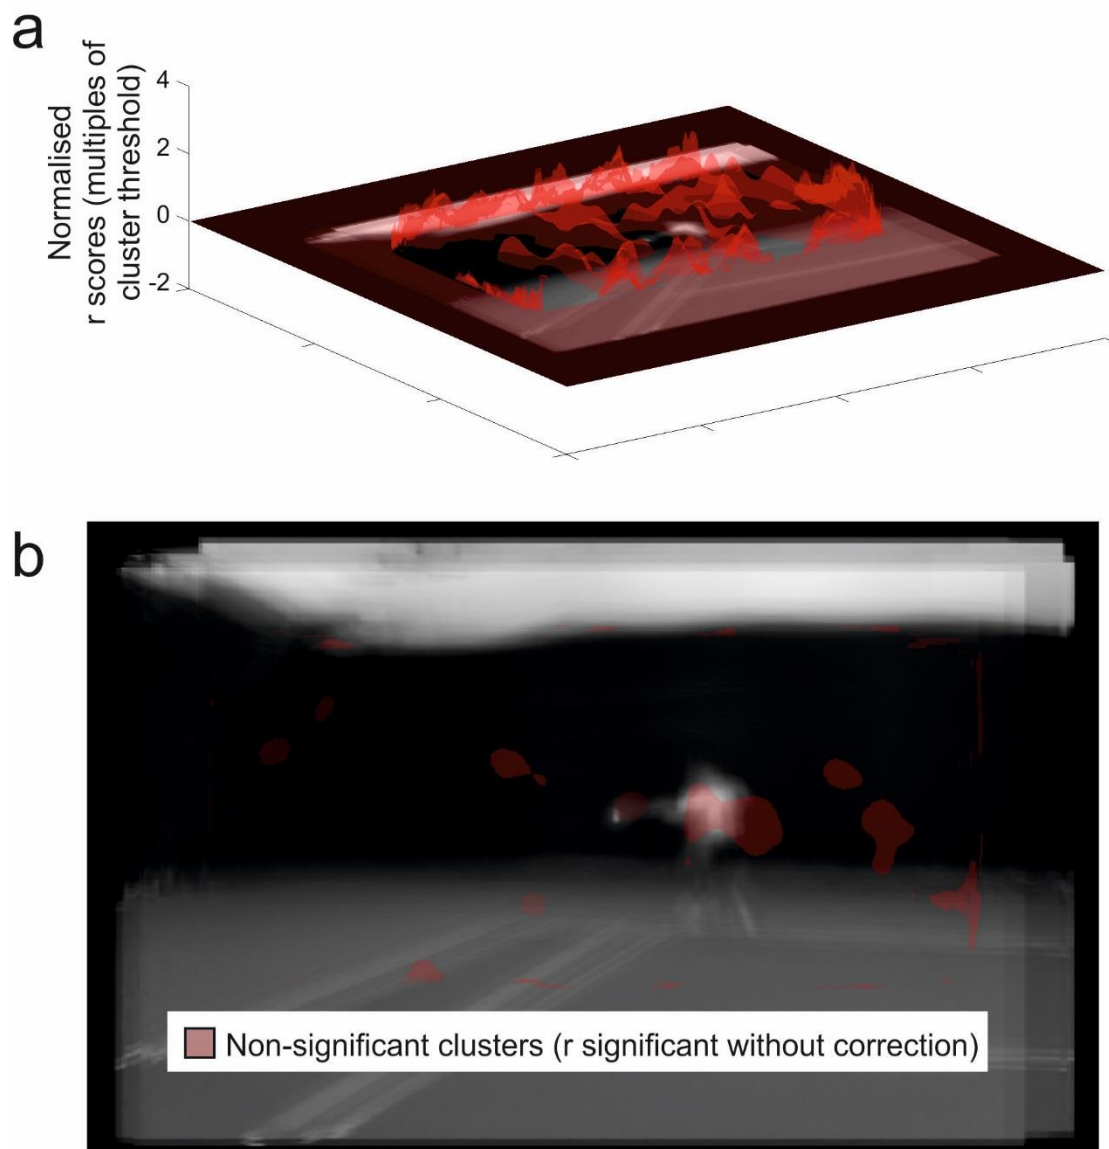 a
Normalised
r scores (multiples of
cluster threshold)
4
2
0
-2
b
Non-significant clusters (r significant without correction)